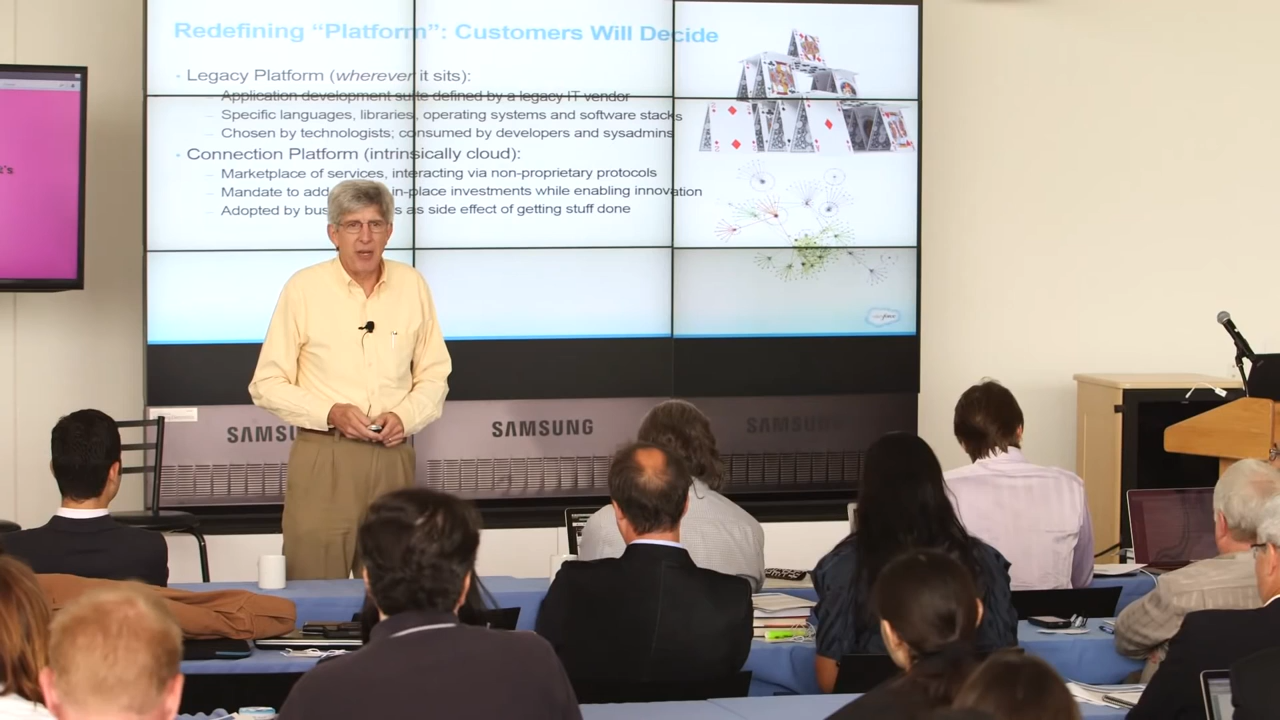 Redefining “Platform”: Customers Will Decide
Legacy Platform (wherever it sits):
Application development suite defined by a legacy IT vendor
Specific languages, libraries, operating systems and software stacks
Chosen by technologists; consumed by developers and sysadmins
Connection Platform (intrinsically cloud):
Marketplace of services, interacting via non-proprietary protocols
Mandate to add in-place investments while enabling innovation
Adopted by as side effect of getting stuff done
SAMSUNG
SAMSUNG